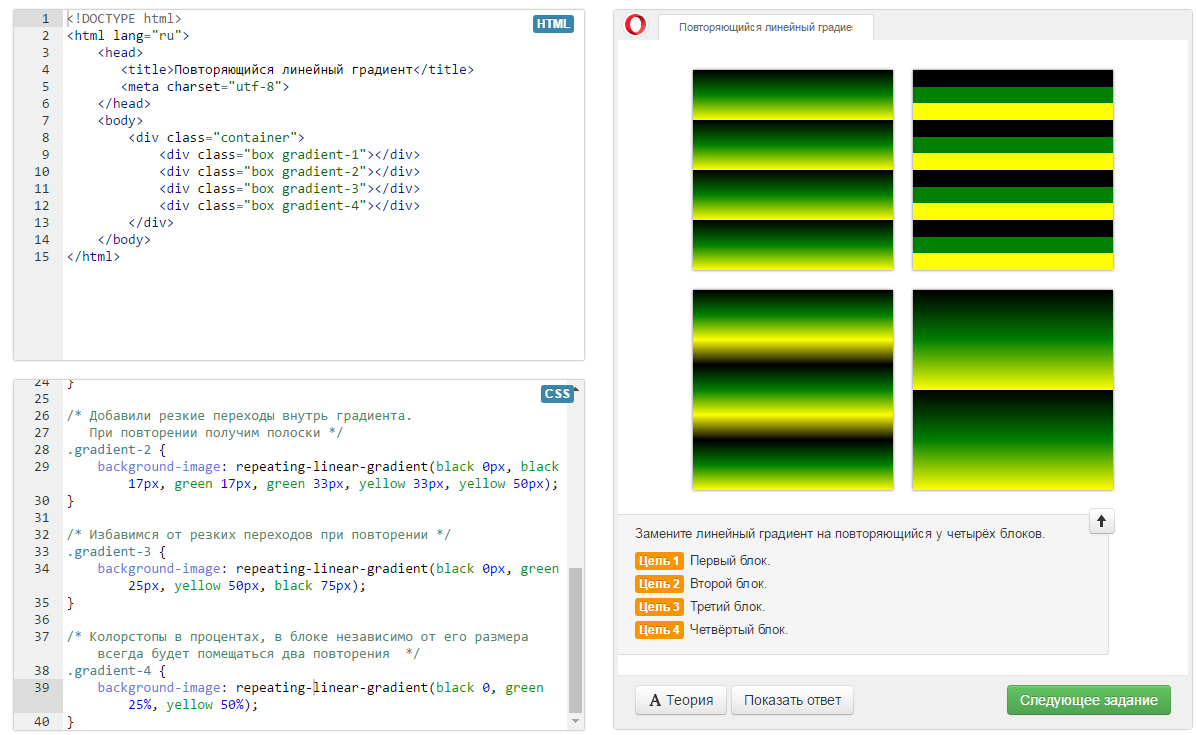 1 <!DOCTYPE html>
HTML
2 <html lang="ru">
3 <head>
4 <title>Повторяющийся линейный градиент</title>
5 <meta charset="utf-8">
6 </head>
7 <body>
8 <div class="container">
9 <div class="box gradient-1"></div>
10 <div class="box gradient-2"></div>
11 <div class="box gradient-3"></div>
12 <div class="box gradient-4"></div>
13 </div>
14 </body>
15 </html>
24 }
CSS
25
26 /* Добавили резкие переходы внутрь градиента.
27 При повторении получим полоски */
28 .gradient-2 {
29 background-image: repeating-linear-gradient(black 0px, black
17px, green 17px, green 33px, yellow 33px, yellow 50px);
30 }
31
32 /* Избавимся от резких переходов при повторении */
33 .gradient-3 {
34 background-image: repeating-linear-gradient(black 0px, green
25px, yellow 50px, black 75px);
35 }
36
37 /* Колорстопы в процентах, в блоке независимо от его размера
всегда будет помещаться два повторения */
38 .gradient-4 {
39 background-image: repeating-linear-gradient(black 0, green
25%, yellow 50%);
40 }
Повторяющийся линейный градие
Замените линейный градиент на повторяющийся у четырёх блоков.
Цель 1 Первый блок.
Цель 2 Второй блок.
Цель 3 Третий блок.
Цель 4 Четвёртый блок.
A Теория
Показать ответ
Следующее задание